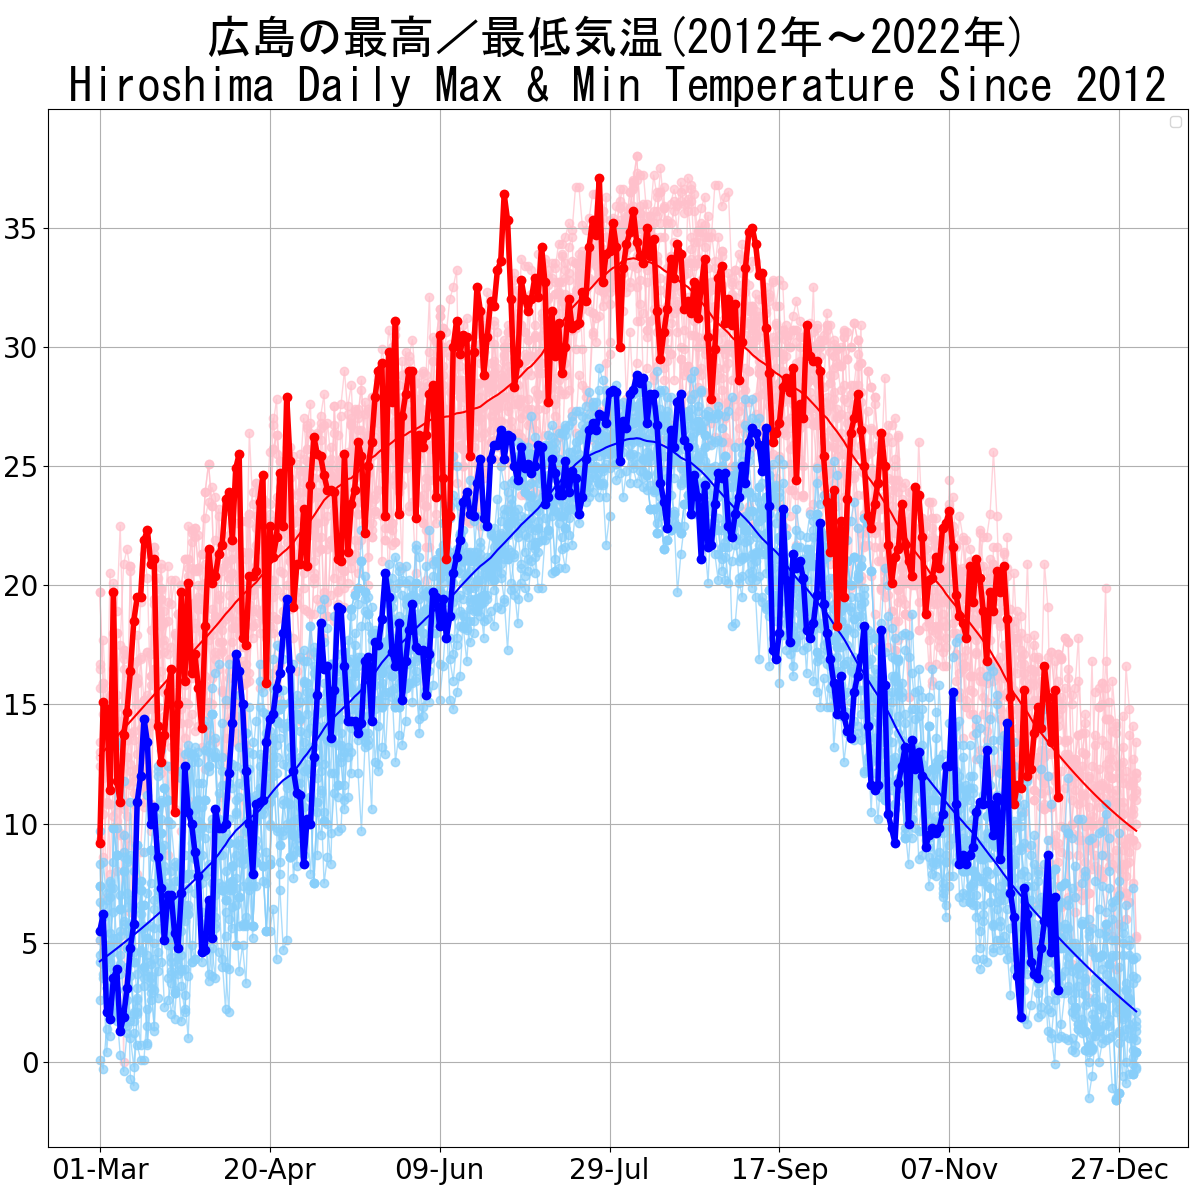 広島の最高／最低気温(2012年～2022年)
Hiroshima Daily Max & Min Temperature Since 2012
35
30
25
20
15
10
5
0
01-Mar 20-Apr 09-Jun 29-Jul 17-Sep 07-Nov 27-Dec